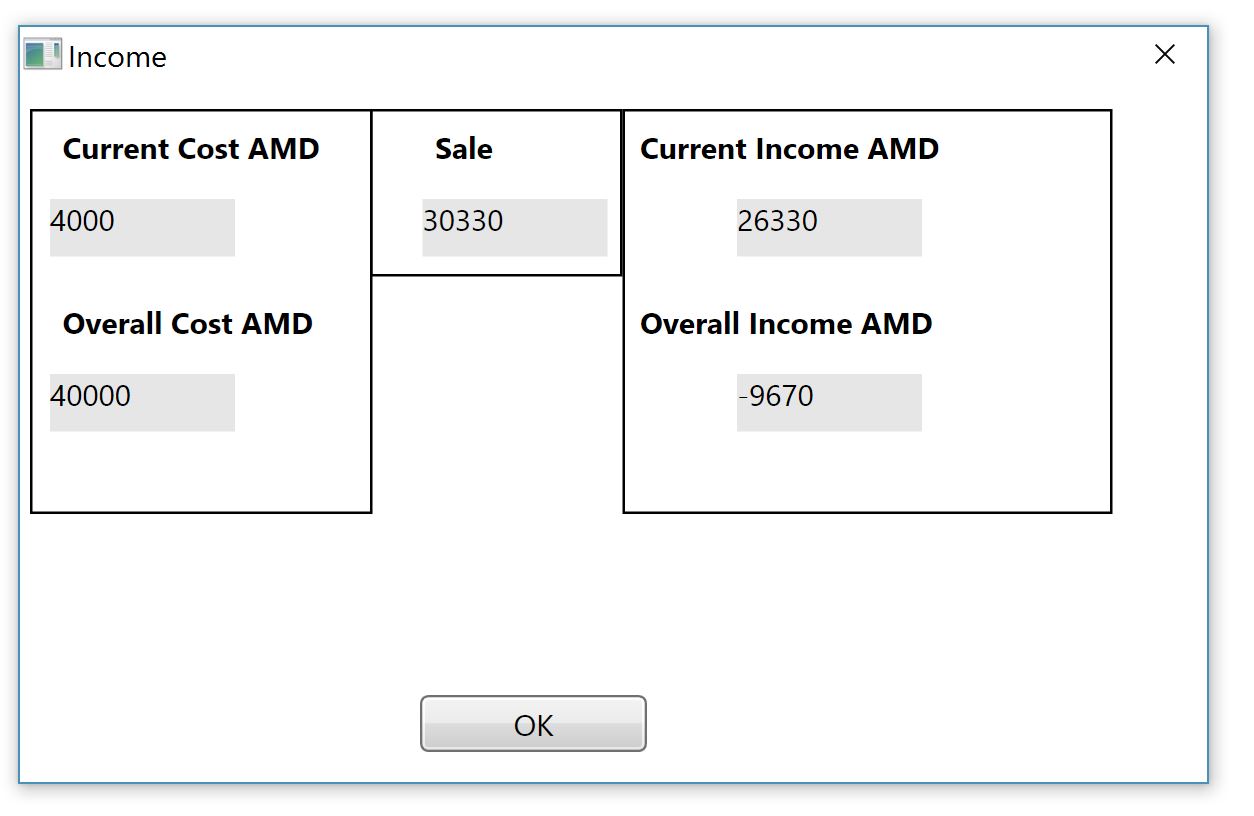 Income
Current Cost AMD
Sale
Current Income AMD
4000
30330
26330
Overall Cost AMD
Overall Income AMD
40000
-9670
OK